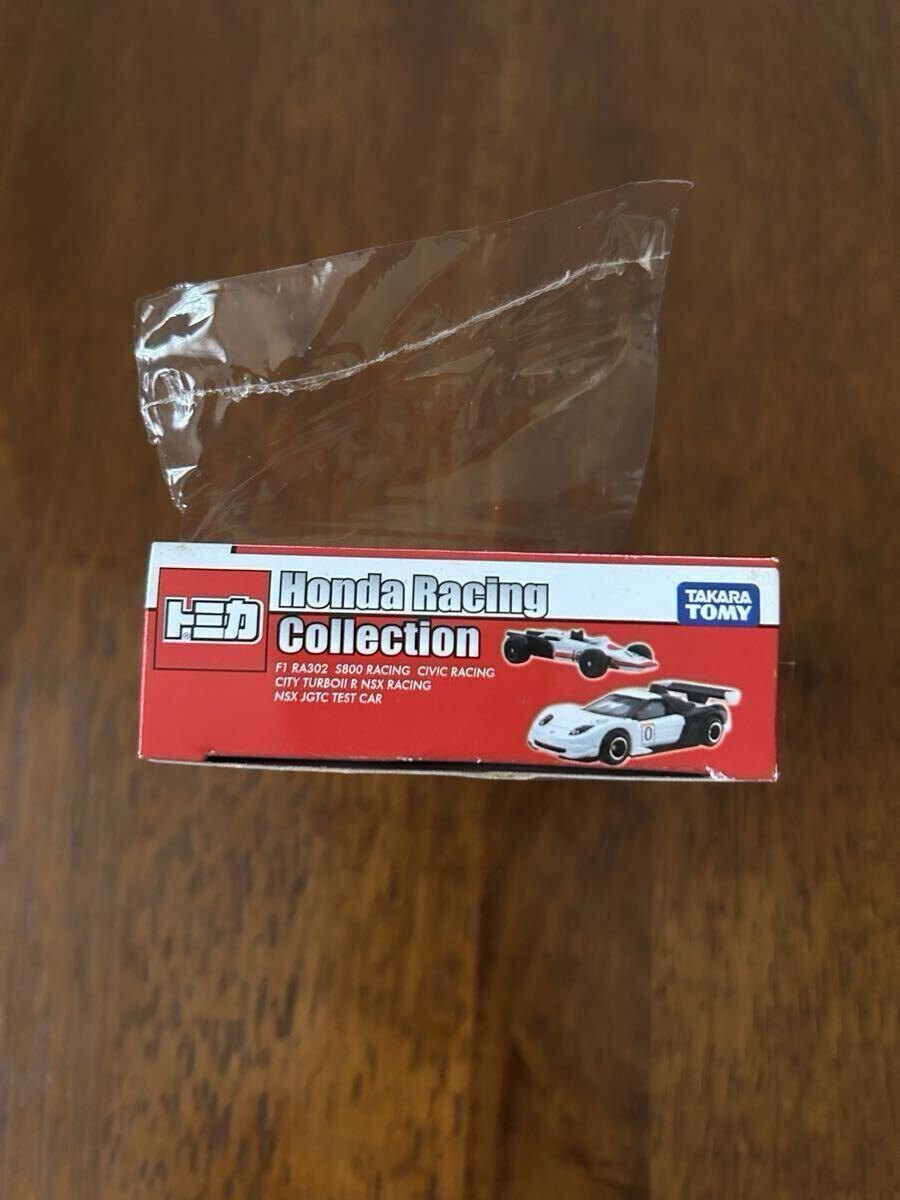 トミカ
®
Honda Racing
Collection
F1 RA302 S800 RACING CIVIC RACING
CITY TURBOII R NSX RACING
NSX JGTC TEST CAR
TAKARA
TOMY
0